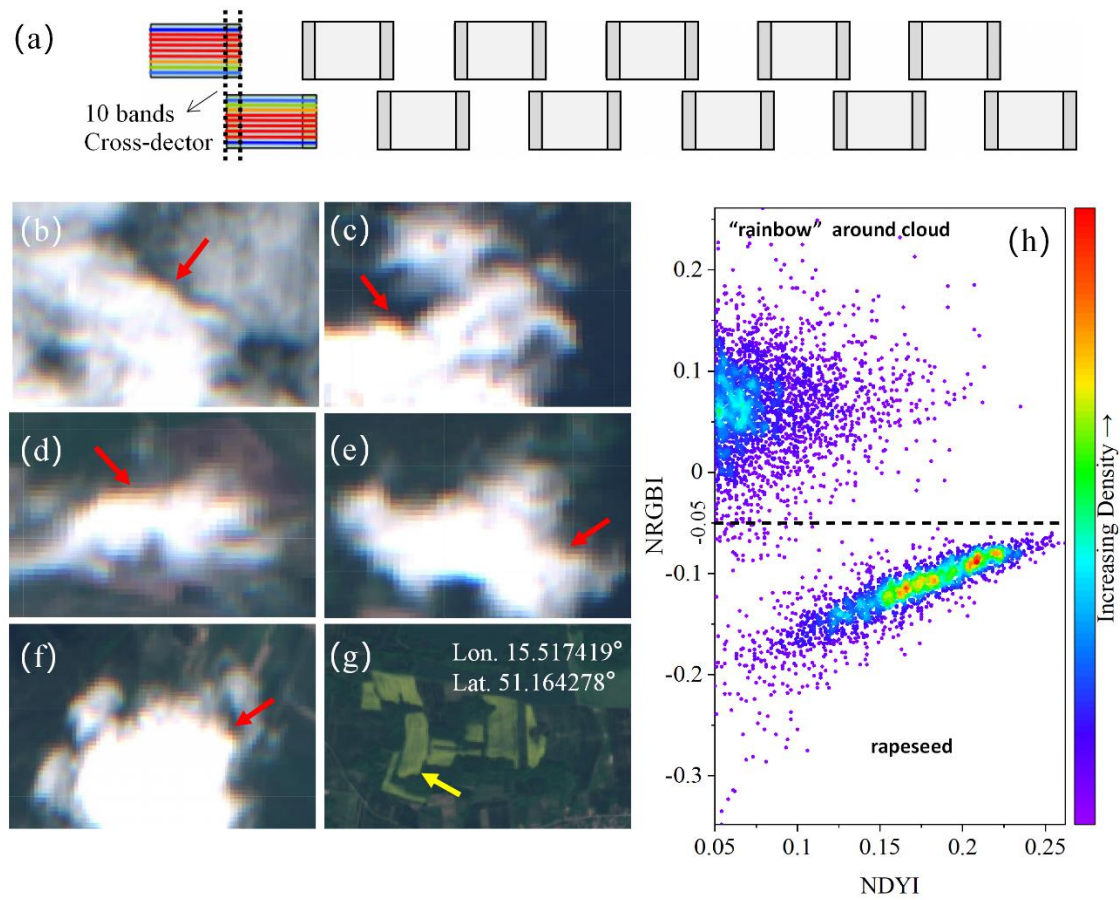 (a)
10 bands
Cross-dector
(b)
(c)
(d)
(e)
(f)
(g)
Lon. 15.517419°
Lat. 51.164278°
“rainbow” around cloud
(h)
0.2
0.1
0
-0.05
-0.1
-0.2
-0.3
NRGBI
rapeseed
0.05
0.1
0.15
0.2
0.25
NDYI
Increasing Density →